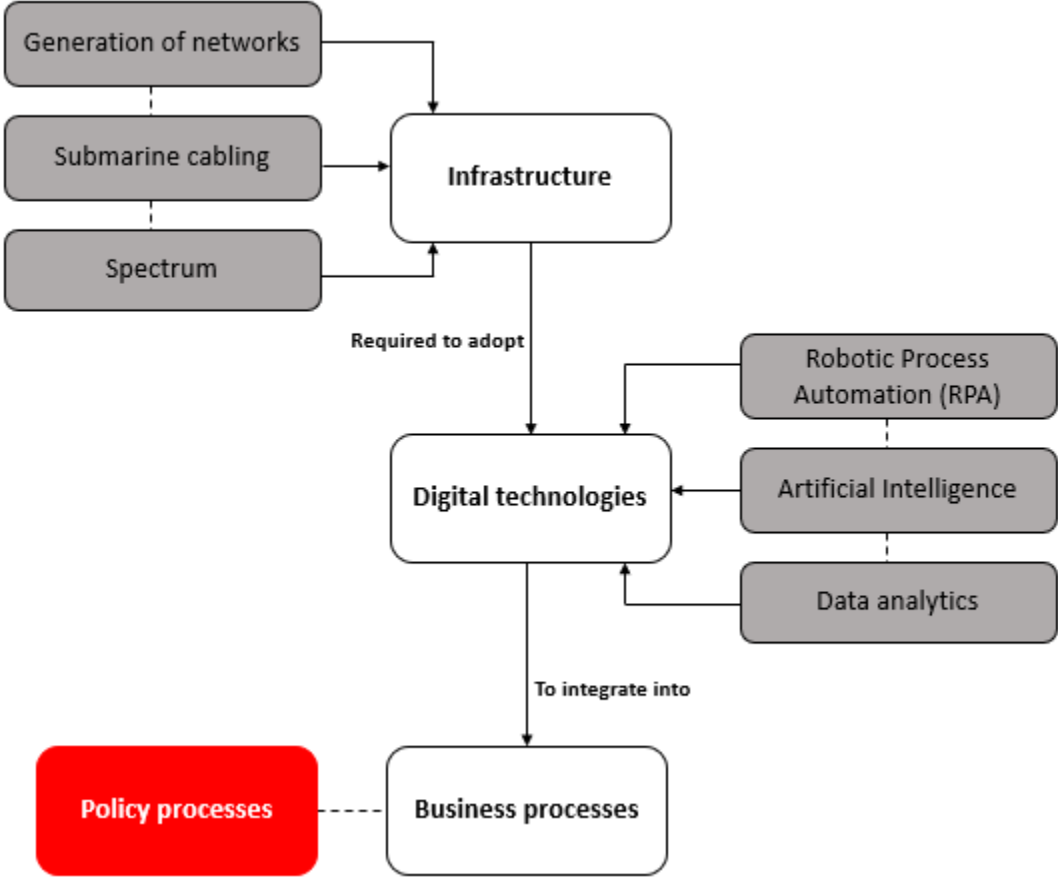 Generation of networks
Submarine cabling
Infrastructure
Spectrum
Required to adopt
Robotic Process
Automation (RPA)
Digital technologies
Artificial Intelligence
Data analytics
To integrate into
Policy processes
Business processes